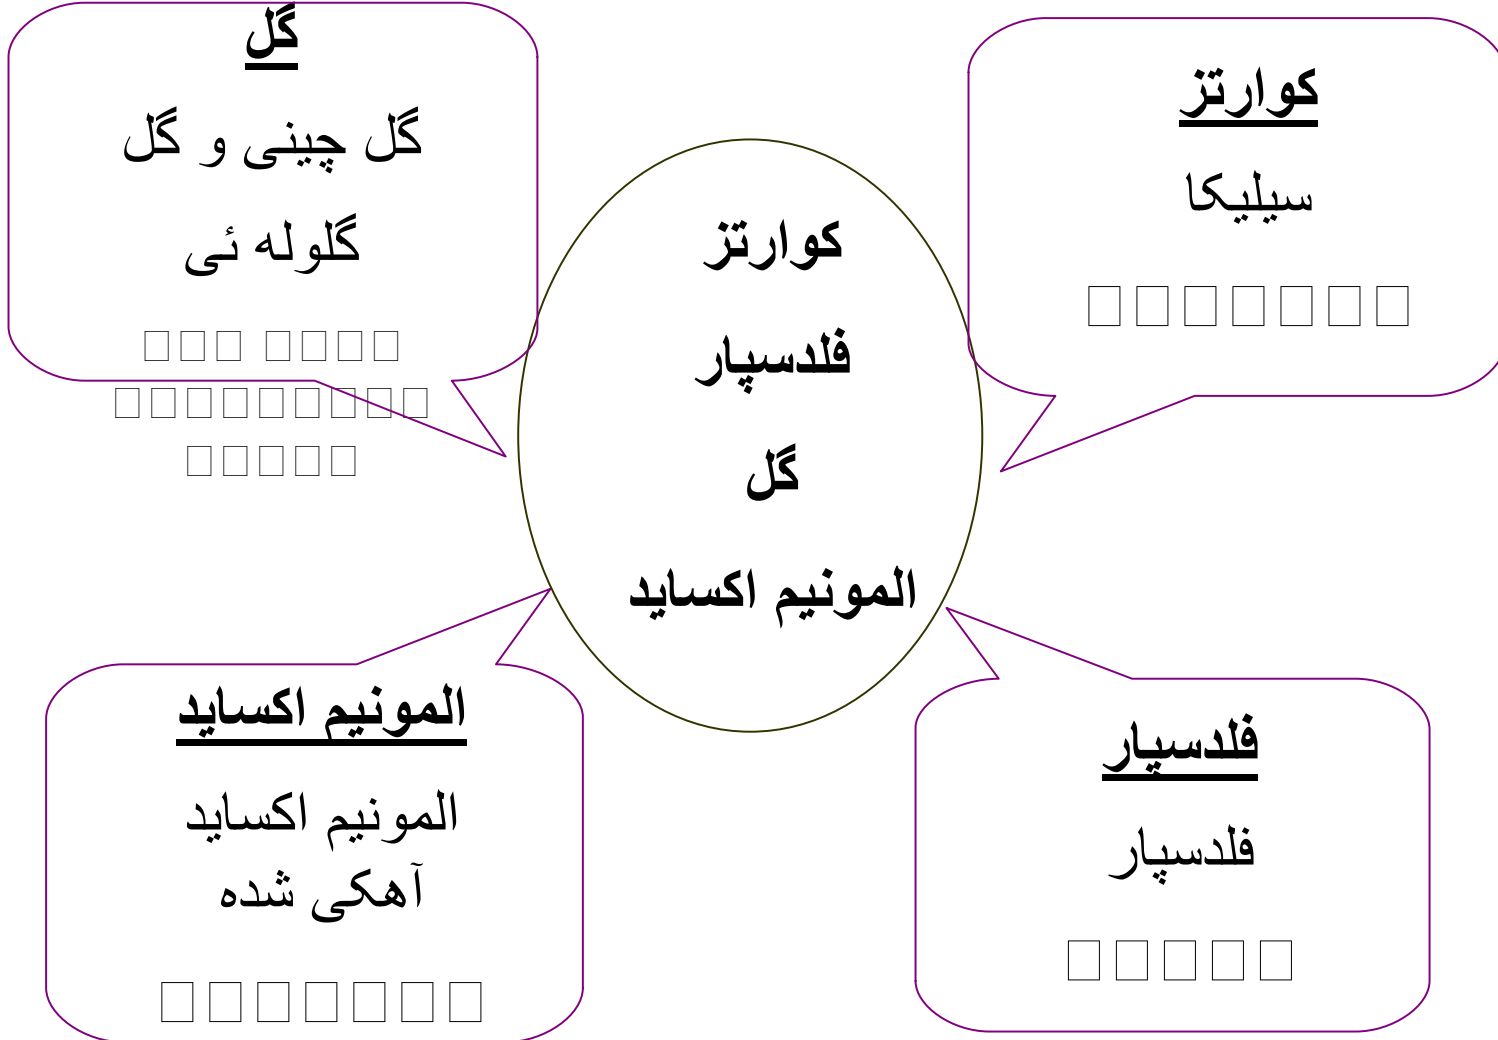 کوارتز
سیلیکا
گل
گل چینی و گل
گلوله ئی
کوارتز
فلدسپار
گل
المونیم اکساید
المونیم اکساید
المونیم اکساید
آهکی شده
فلدسپار
فلدسپار